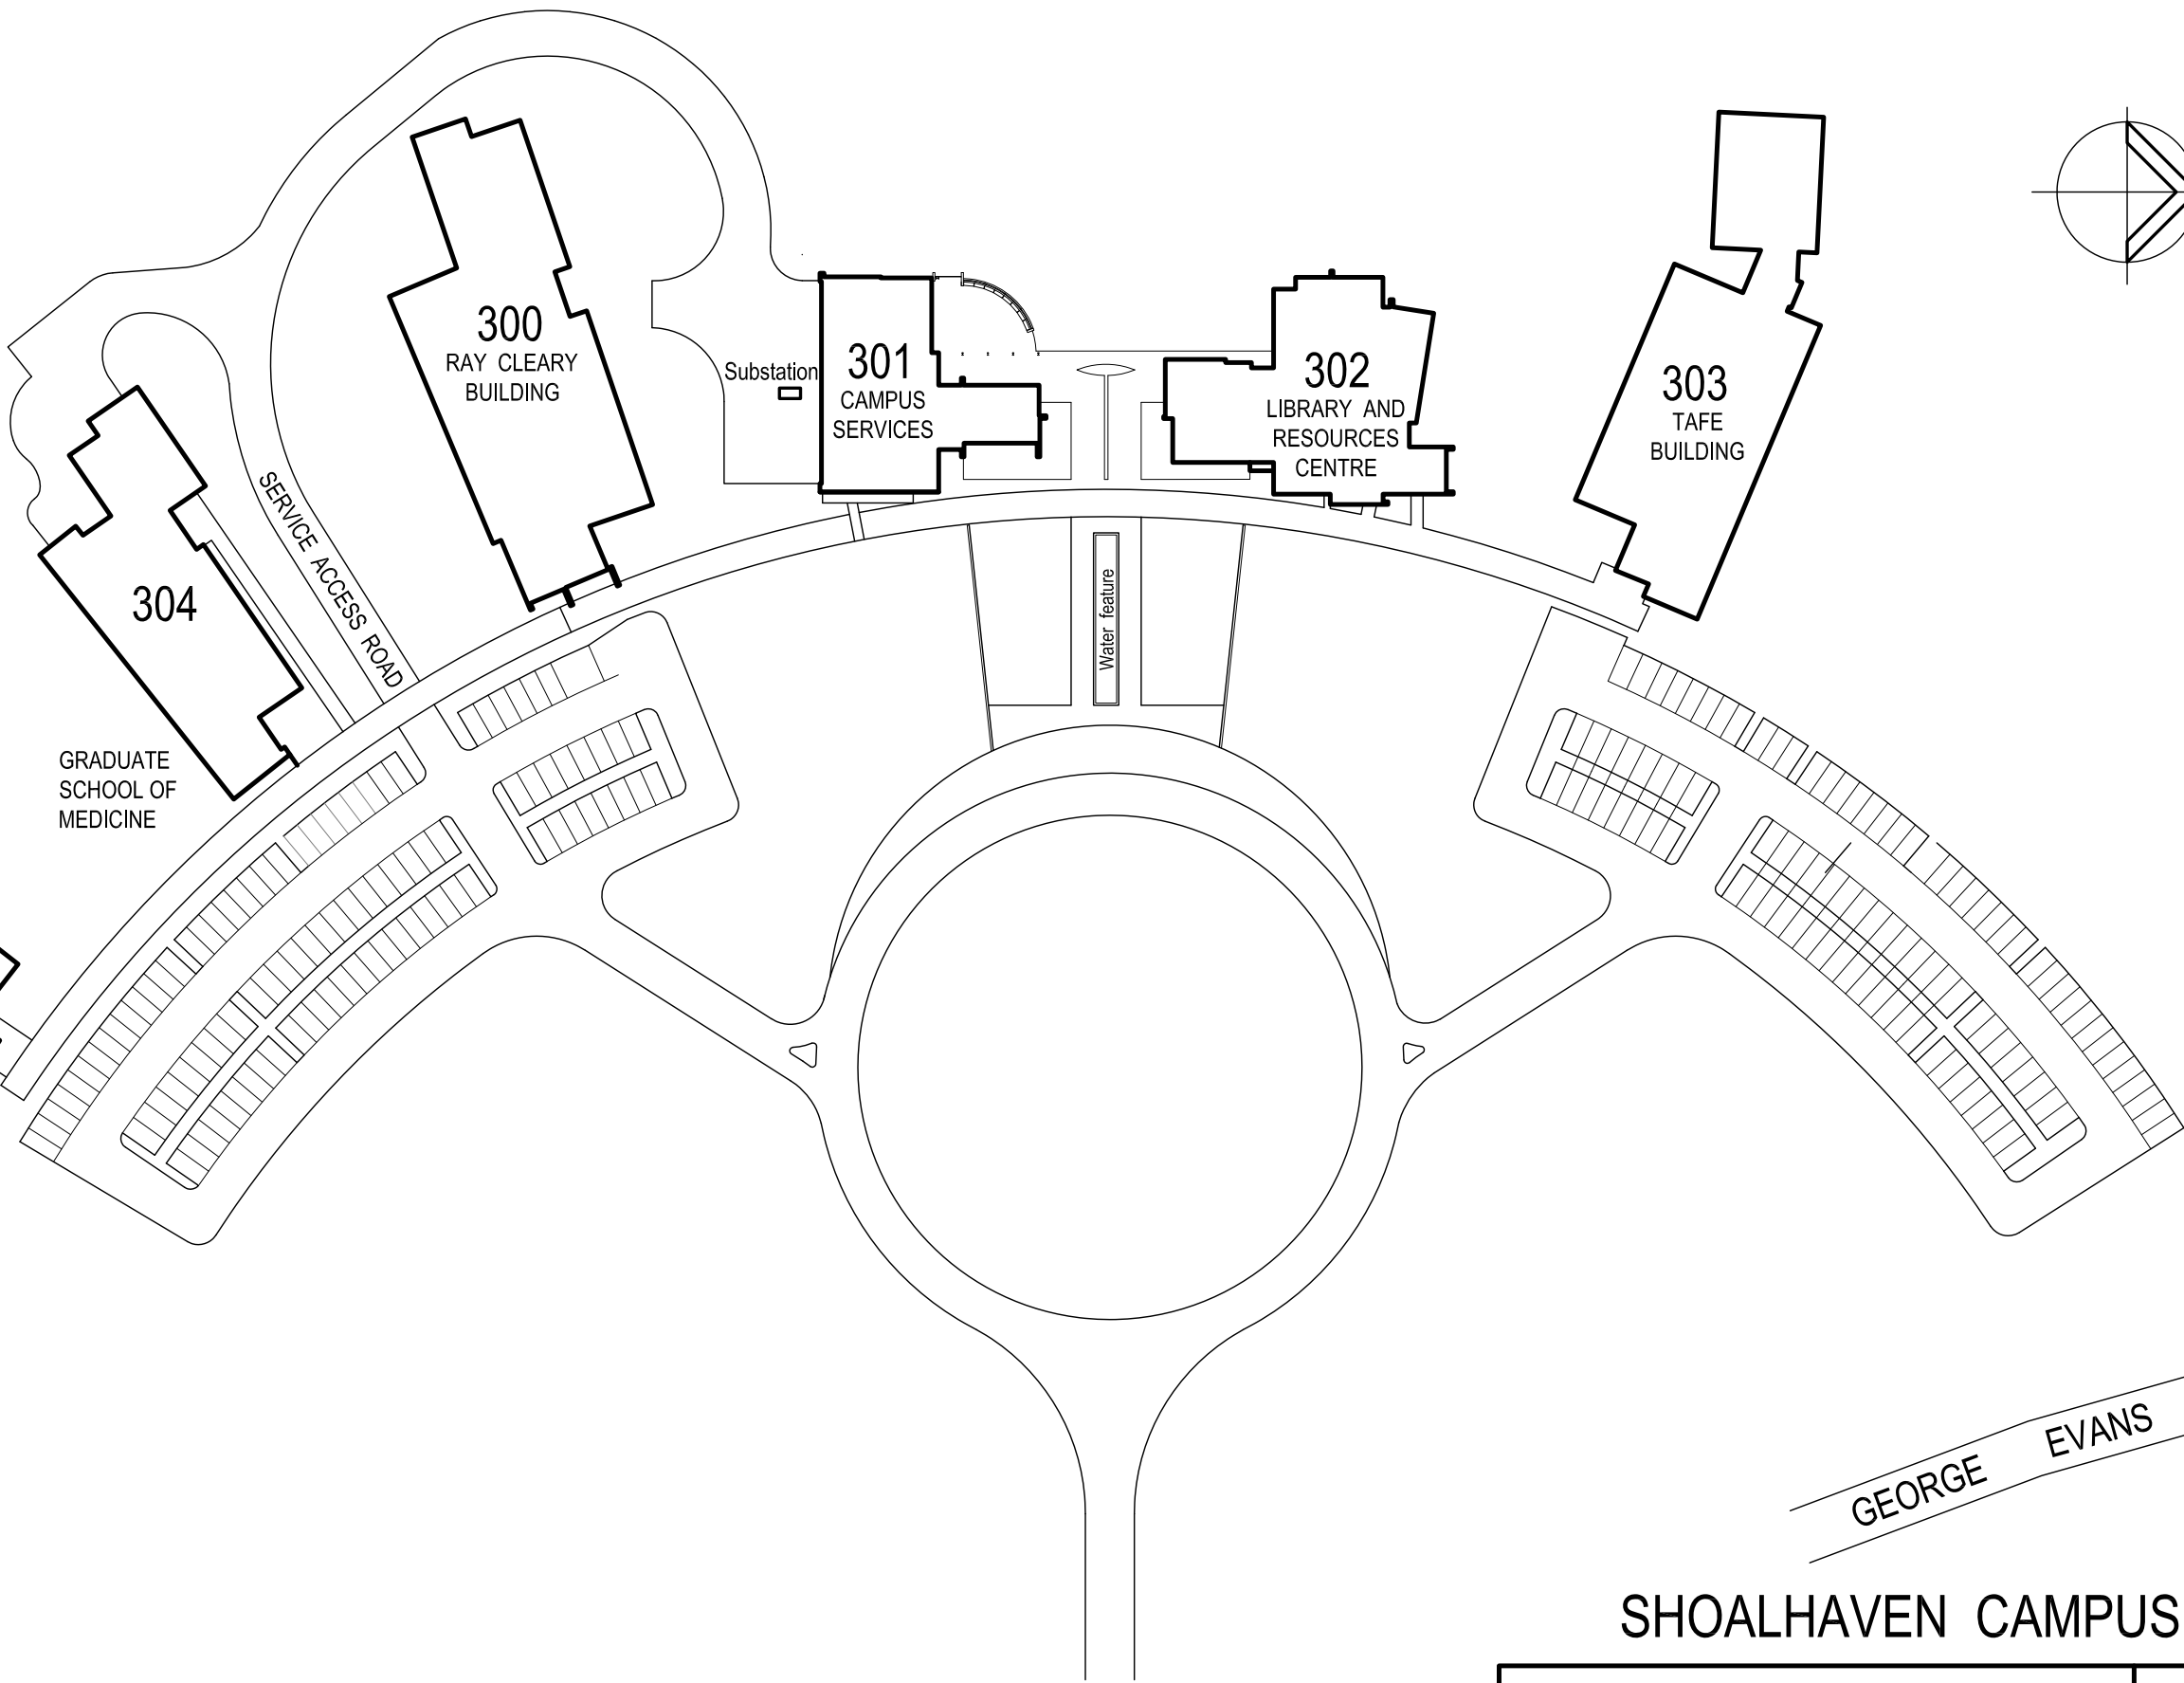 300
RAY CLEARY
BUILDING
Substation
301
CAMPUS
SERVICES
302
LIBRARY AND
RESOURCES
CENTRE
303
TAFE
BUILDING
304
GRADUATE
SCHOOL OF
MEDICINE
SERVICE ACCESS ROAD
Water feature
GEORGE EVANS
SHOALHAVEN CAMPUS